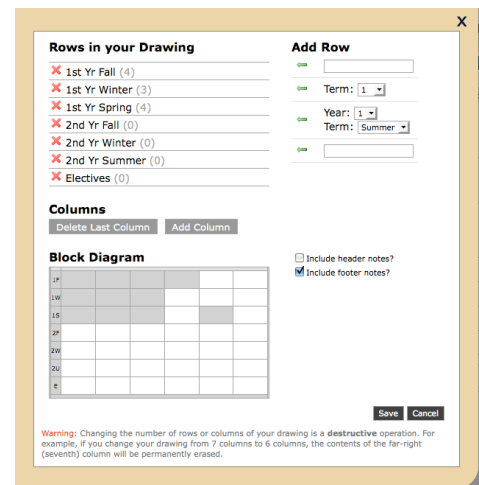 X
Rows in your Drawing
1st Yr Fall (4)
1st Yr Winter (3)
1st Yr Spring (4)
2nd Yr Fall (0)
2nd Yr Winter (0)
2nd Yr Summer (0)
Electives (0)
Add Row
Term: 1
Year: 1
Term: Summer
Columns
Delete Last Column Add Column
Block Diagram
1F
1W
1S
2F
2W
2U
E
Include header notes?
Include footer notes?
Save Cancel
Warning: Changing the number of rows or columns of your drawing is a destructive operation. For
example, if you change your drawing from 7 columns to 6 columns, the contents of the far-right
(seventh) column will be permanently erased.